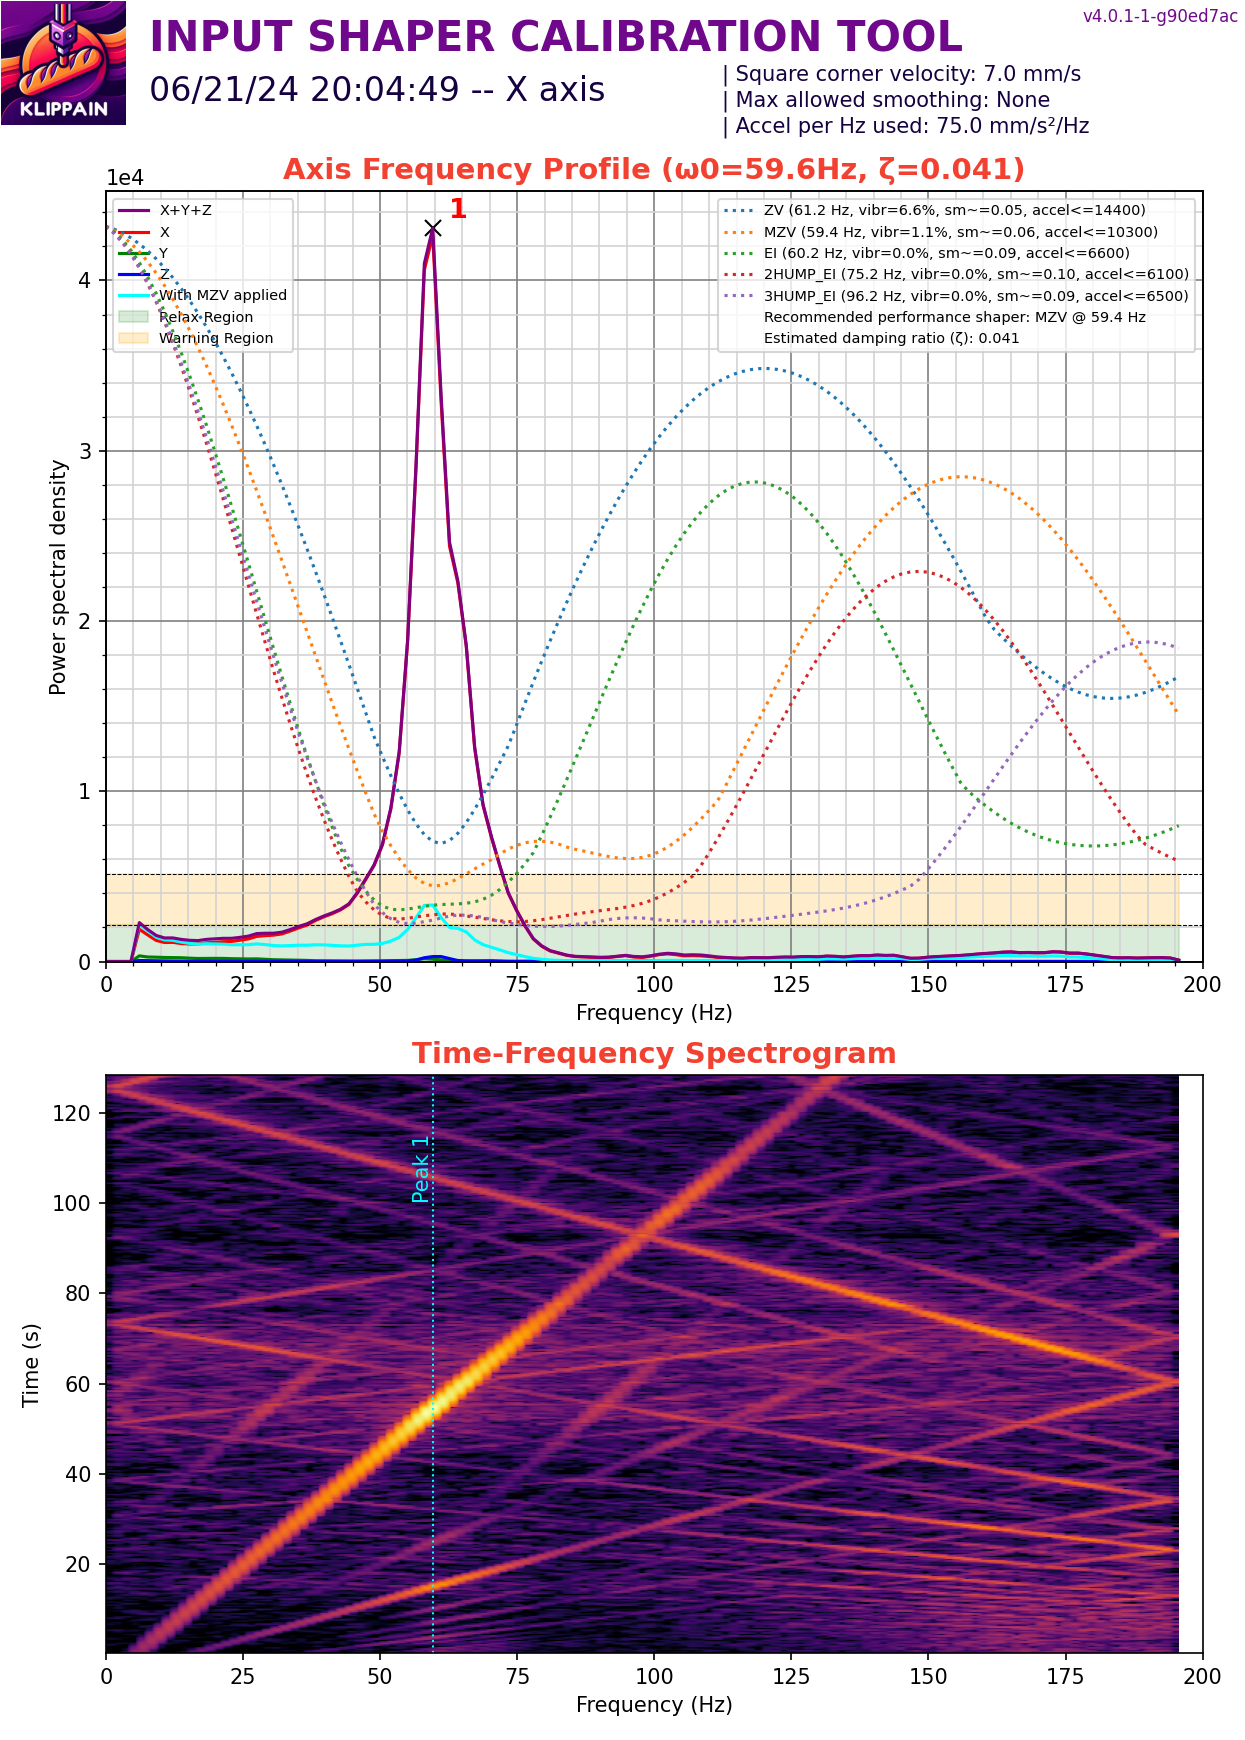 KLIPPAIN
INPUT SHAPER CALIBRATION TOOL
v4.0.1-1-g90ed7ac
06/21/24 20:04:49 -- X axis
| Square corner velocity: 7.0 mm/s
| Max allowed smoothing: None
| Accel per Hz used: 75.0 mm/s²/Hz
Axis Frequency Profile (ω0=59.6Hz, ζ=0.041)
1e4
1
X+Y+Z
X
Y
Z
With MZV applied
Relax Region
Warning Region
ZV (61.2 Hz, vibr=6.6%, sm~=0.05, accel<=14400)
MZV (59.4 Hz, vibr=1.1%, sm~=0.06, accel<=10300)
EI (60.2 Hz, vibr=0.0%, sm~=0.09, accel<=6600)
2HUMP_EI (75.2 Hz, vibr=0.0%, sm~=0.10, accel<=6100)
3HUMP_EI (96.2 Hz, vibr=0.0%, sm~=0.09, accel<=6500)
Recommended performance shaper: MZV @ 59.4 Hz
Estimated damping ratio (ζ): 0.041
Power spectral density
4
3
2
1
0
0 25 50 75 100 125 150 175 200
Frequency (Hz)
Time-Frequency Spectrogram
Peak 1
Time (s)
120
100
80
60
40
20
0 25 50 75 100 125 150 175 200
Frequency (Hz)